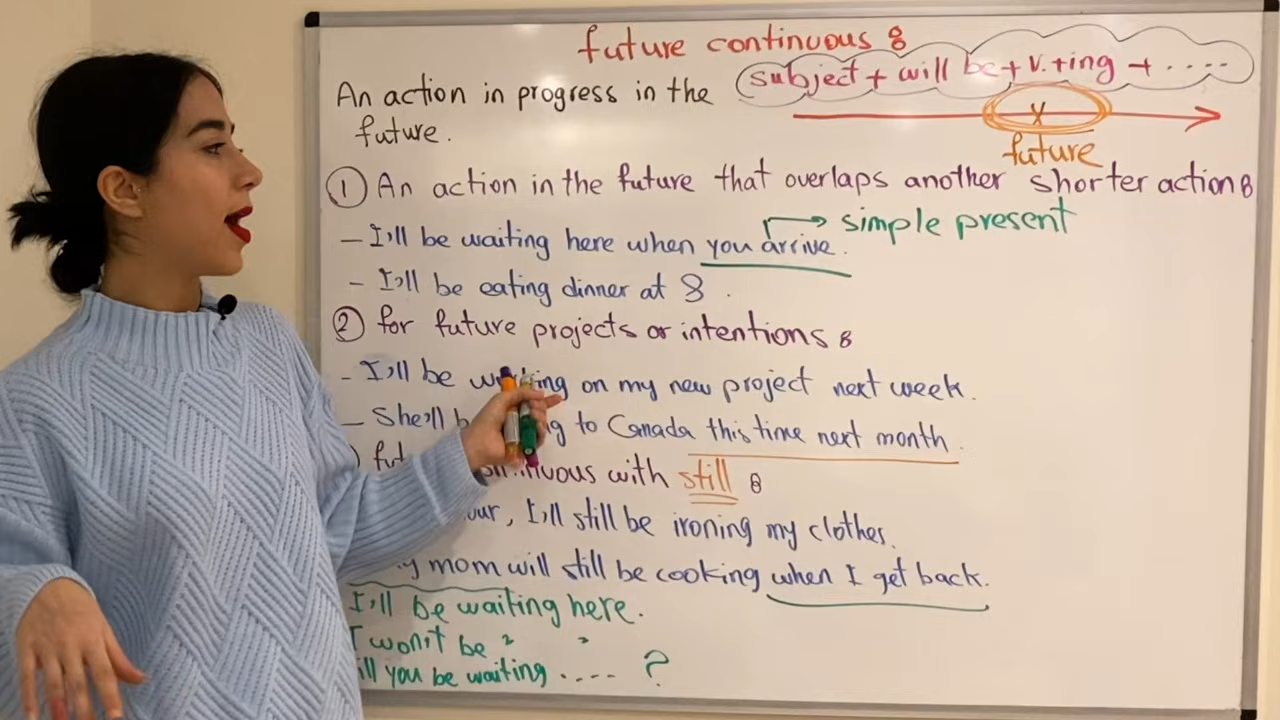 future continuous :
subject + will be + V. + ing + ....
An action in progress in the
future.
future
① An action in the future that overlaps another shorter action :
simple present
- I'll be waiting here when you arrive.
- I'll be eating dinner at 8.
② for future projects or intentions :
- I'll be on my new project next week.
- She'll to Canada this time next month.
with still :
, I'll still be ironing my clothes.
mom will still be cooking when I get back.
I'll be waiting here.
I won't be " "
you be waiting .... ?